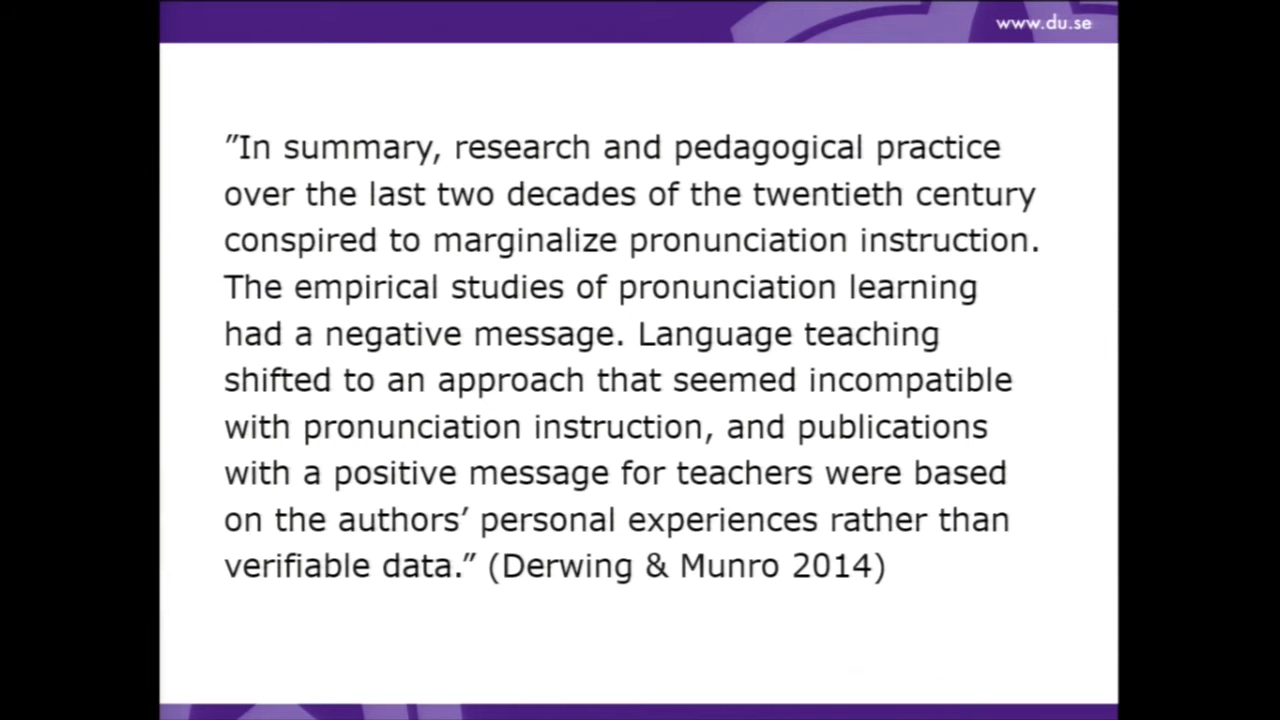 www.du.se
”In summary, research and pedagogical practice
over the last two decades of the twentieth century
conspired to marginalize pronunciation instruction.
The empirical studies of pronunciation learning
had a negative message. Language teaching
shifted to an approach that seemed incompatible
with pronunciation instruction, and publications
with a positive message for teachers were based
on the authors’ personal experiences rather than
verifiable data.” (Derwing & Munro 2014)